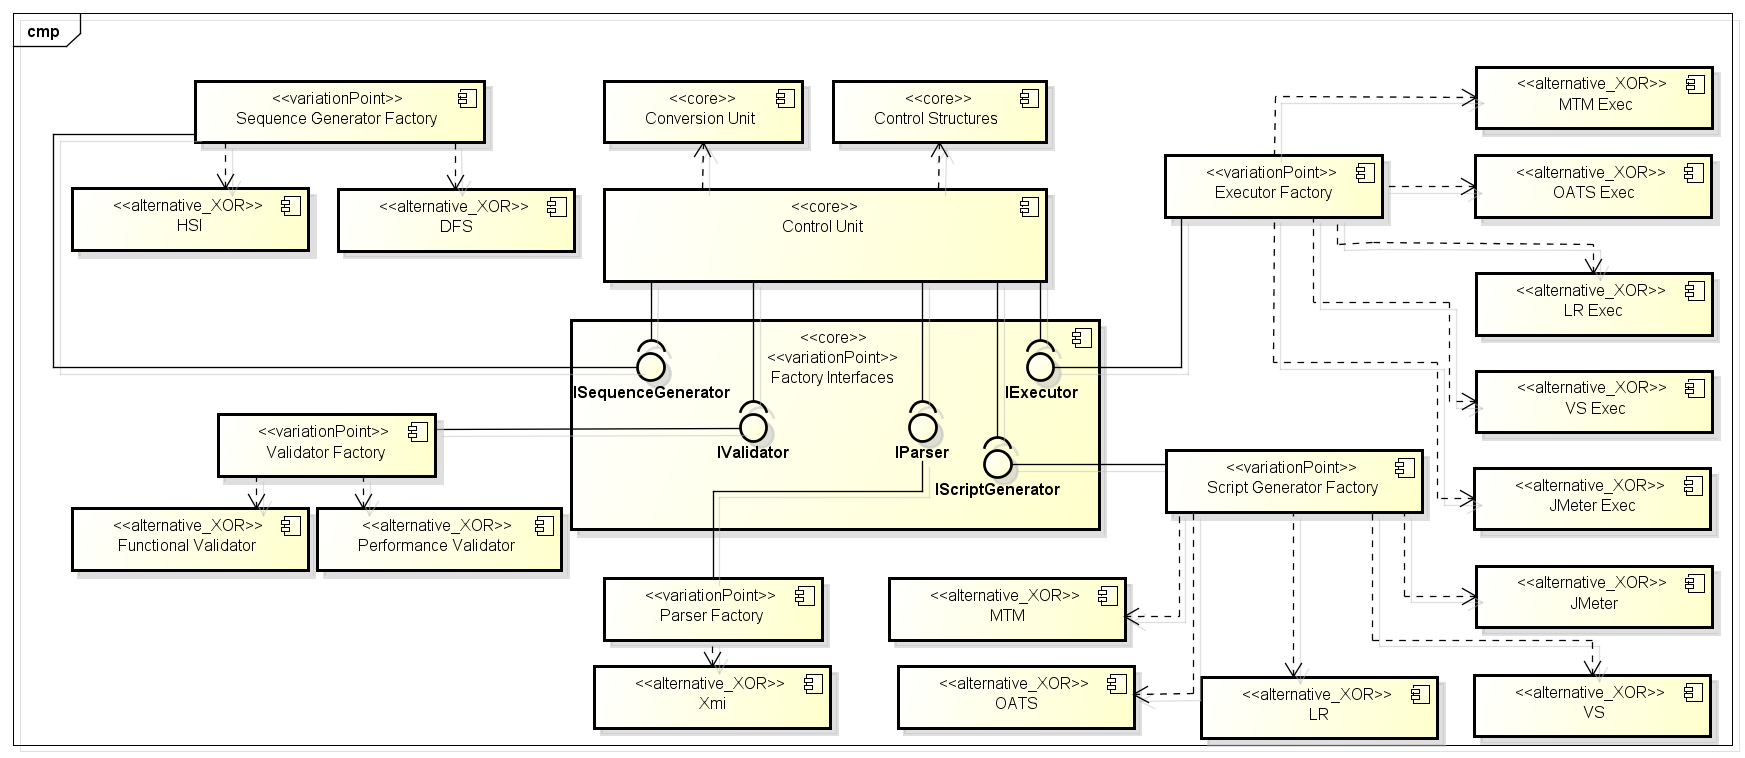 cmp
<<variationPoint>>
Sequence Generator Factory
<<core>>
Conversion Unit
<<core>>
Control Structures
<<alternative_XOR>>
MTM Exec
<<alternative_XOR>>
HSI
<<alternative_XOR>>
DFS
<<core>>
Control Unit
<<variationPoint>>
Executor Factory
<<alternative_XOR>>
OATS Exec
<<alternative_XOR>>
LR Exec
<<core>>
<<variationPoint>>
Factory Interfaces
ISequenceGenerator
IExecutor
IValidator
IParser
IScriptGenerator
<<alternative_XOR>>
VS Exec
<<variationPoint>>
Validator Factory
<<variationPoint>>
Script Generator Factory
<<alternative_XOR>>
JMeter Exec
<<alternative_XOR>>
Functional Validator
<<alternative_XOR>>
Performance Validator
<<variationPoint>>
Parser Factory
<<alternative_XOR>>
MTM
<<alternative_XOR>>
JMeter
<<alternative_XOR>>
Xmi
<<alternative_XOR>>
OATS
<<alternative_XOR>>
LR
<<alternative_XOR>>
VS